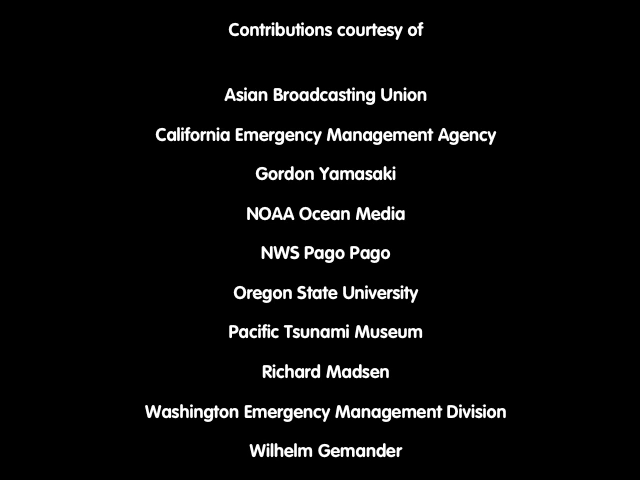 Contributions courtesy of
Asian Broadcasting Union
California Emergency Management Agency
Gordon Yamasaki
NOAA Ocean Media
NWS Pago Pago
Oregon State University
Pacific Tsunami Museum
Richard Madsen
Washington Emergency Management Division
Wilhelm Gemander